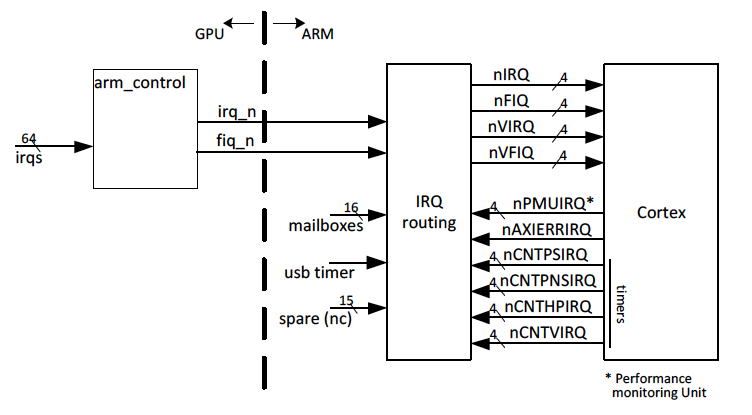 GPU
ARM
arm_control
64
irqs
irq_n
fiq_n
16
mailboxes
usb timer
15
spare (nc)
IRQ
routing
nIRQ
4
nFIQ
4
nVIRQ
4
nVFIQ
4
4
nPMUIRQ*
nAXIERRIRQ
4
nCNTPSIRQ
4
nCNTPNSIRQ
4
nCNTHPIRQ
4
nCNTVIRQ
timers
Cortex
* Performance
monitoring Unit